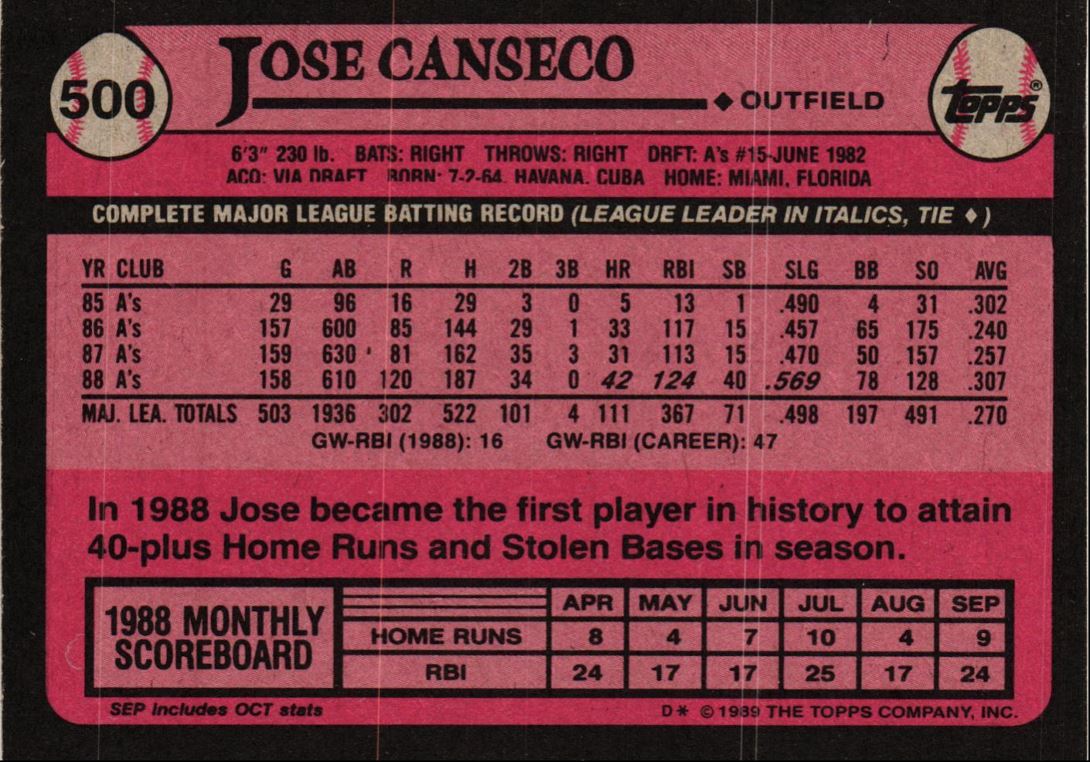 500 JOSE CANSECO
OUTFIELD
Topps®
6'3" 230 lb. BATS: RIGHT THROWS: RIGHT DRFT: A's #15-JUNE 1982
ACQ: VIA DRAFT BORN: 7-2-64, HAVANA, CUBA HOME: MIAMI, FLORIDA
COMPLETE MAJOR LEAGUE BATTING RECORD (LEAGUE LEADER IN ITALICS, TIE ♦)
YR CLUB G AB R H 2B 3B HR RBI SB SLG BB SO AVG
85 A's 29 96 16 29 3 0 5 13 1 .490 4 31 .302
86 A's 157 600 85 144 29 1 33 117 15 .457 65 175 .240
87 A's 159 630 81 162 35 3 31 113 15 .470 50 157 .257
88 A's 158 610 120 187 34 0 42 124 40 .569 78 128 .307
MAJ. LEA. TOTALS 503 1936 302 522 101 4 111 367 71 .498 197 491 .270
GW-RBI (1988): 16 GW-RBI (CAREER): 47
In 1988 Jose became the first player in history to attain
40-plus Home Runs and Stolen Bases in season.
1988 MONTHLY
SCOREBOARD
APR MAY JUN JUL AUG SEP
HOME RUNS 8 4 7 10 4 9
RBI 24 17 17 25 17 24
SEP includes OCT stats
D* ©1989 THE TOPPS COMPANY, INC.